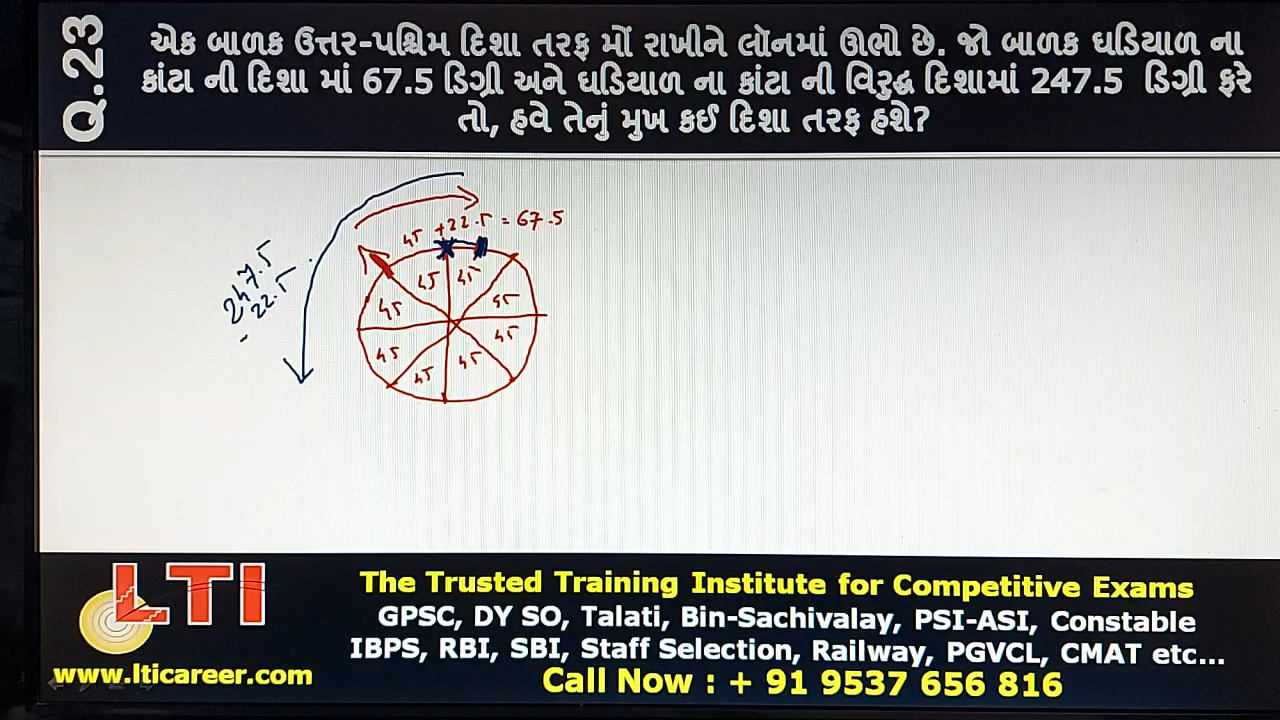 Q.23
એક બાળક ઉત્તર-પશ્ચિમ દિશા તરફ મોં રાખીને લૉનમાં ઊભો છે. જો બાળક ઘડિયાળ ના
કાંટા ની દિશા માં 67.5 ડિગ્રી અને ઘડિયાળ ના કાંટા ની વિરુદ્ધ દિશામાં 247.5 ડિગ્રી ફરે
તો, હવે તેનું મુખ કઈ દિશા તરફ હશે?
45 + 22.5 = 67.5
247.5
- 22.5
45 45
45 45
45 45
45 45
LTI
www.lticareer.com
The Trusted Training Institute for Competitive Exams
GPSC, DY SO, Talati, Bin-Sachivalay, PSI-ASI, Constable
IBPS, RBI, SBI, Staff Selection, Railway, PGVCL, CMAT etc...
Call Now : + 91 9537 656 816